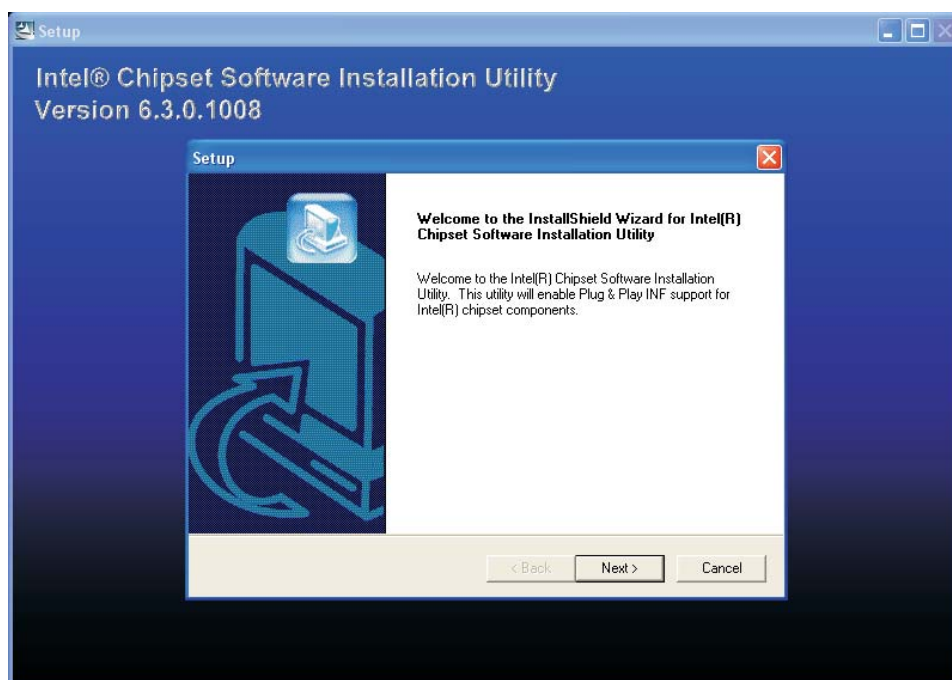 Setup
Intel® Chipset Software Installation Utility
Version 6.3.0.1008
Setup
Welcome to the InstallShield Wizard for Intel(R)
Chipset Software Installation Utility
Welcome to the Intel(R) Chipset Software Installation
Utility. This utility will enable Plug & Play INF support for
Intel(R) chipset components.
< Back
Next >
Cancel